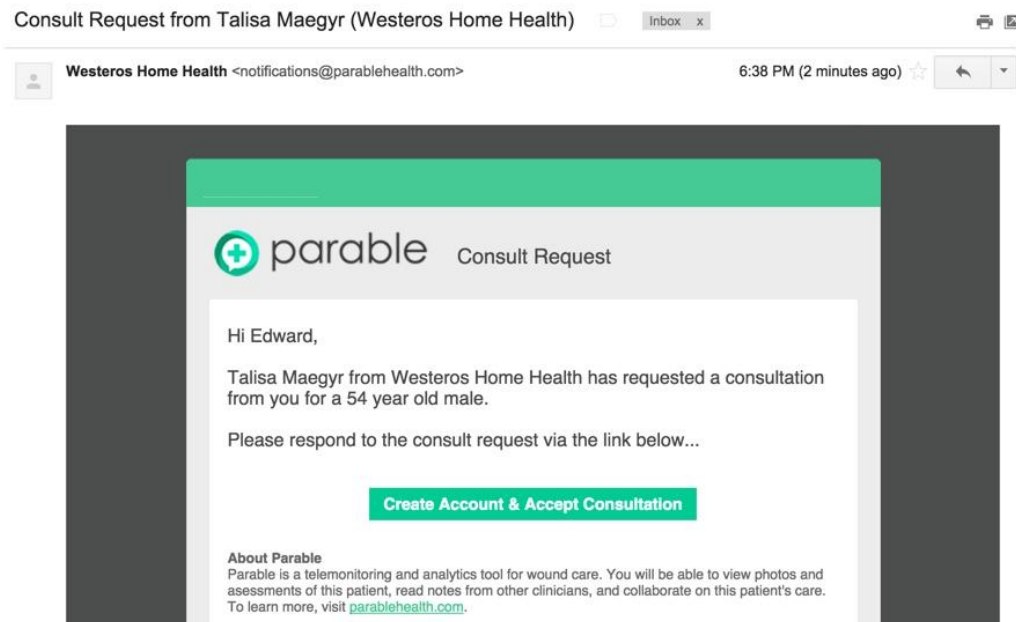 Consult Request from Talisa Maegyr (Westeros Home Health)
Inbox x
Westeros Home Health <notifications@parablehealth.com>
6:38 PM (2 minutes ago)
parable Consult Request
Hi Edward,
Talisa Maegyr from Westeros Home Health has requested a consultation
from you for a 54 year old male.
Please respond to the consult request via the link below...
Create Account & Accept Consultation
About Parable
Parable is a telemonitoring and analytics tool for wound care. You will be able to view photos and
asessments of this patient, read notes from other clinicians, and collaborate on this patient's care.
To learn more, visit parablehealth.com.